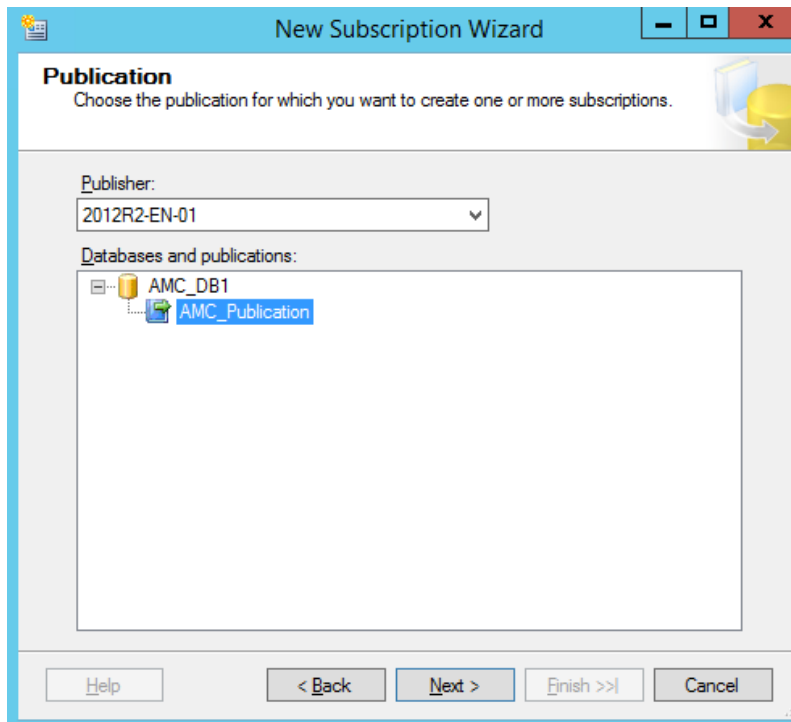 New Subscription Wizard
Publication
Choose the publication for which you want to create one or more subscriptions.
Publisher:
2012R2-EN-01
Databases and publications:
AMC_DB1
AMC_Publication
Help
< Back
Next >
Finish >>|
Cancel